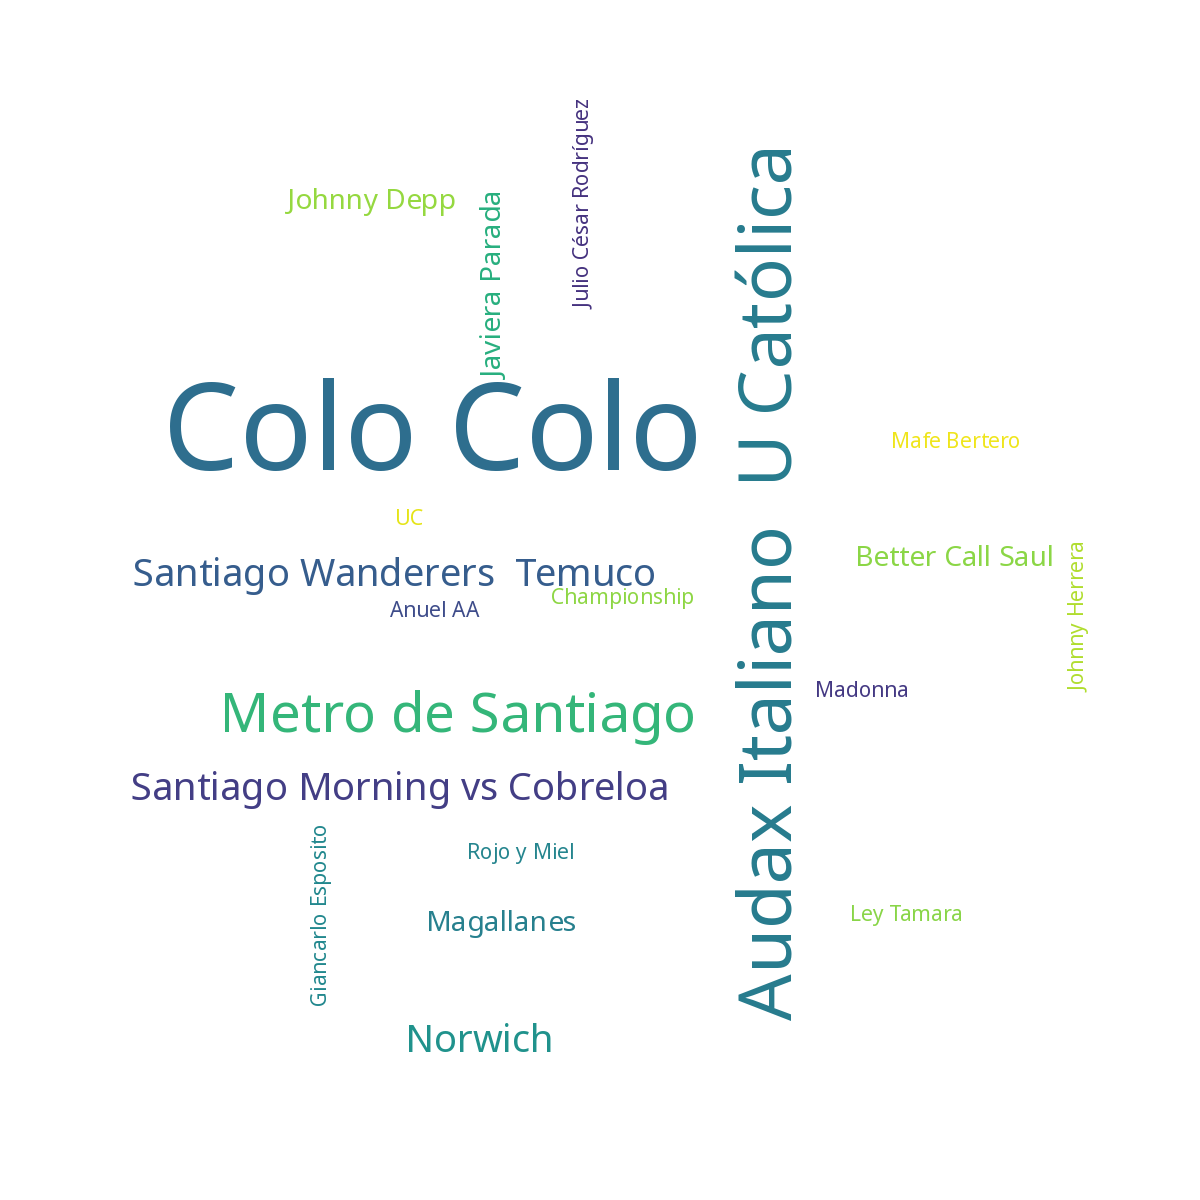 Julio César Rodríguez
Johnny Depp
Javiera Parada
Colo Colo
Audax Italiano  U Católica
Mafe Bertero
UC
Santiago Wanderers  Temuco
Better Call Saul
Johnny Herrera
Championship
Anuel AA
Madonna
Metro de Santiago
Santiago Morning vs Cobreloa
Giancarlo Esposito
Rojo y Miel
Magallanes
Ley Tamara
Norwich